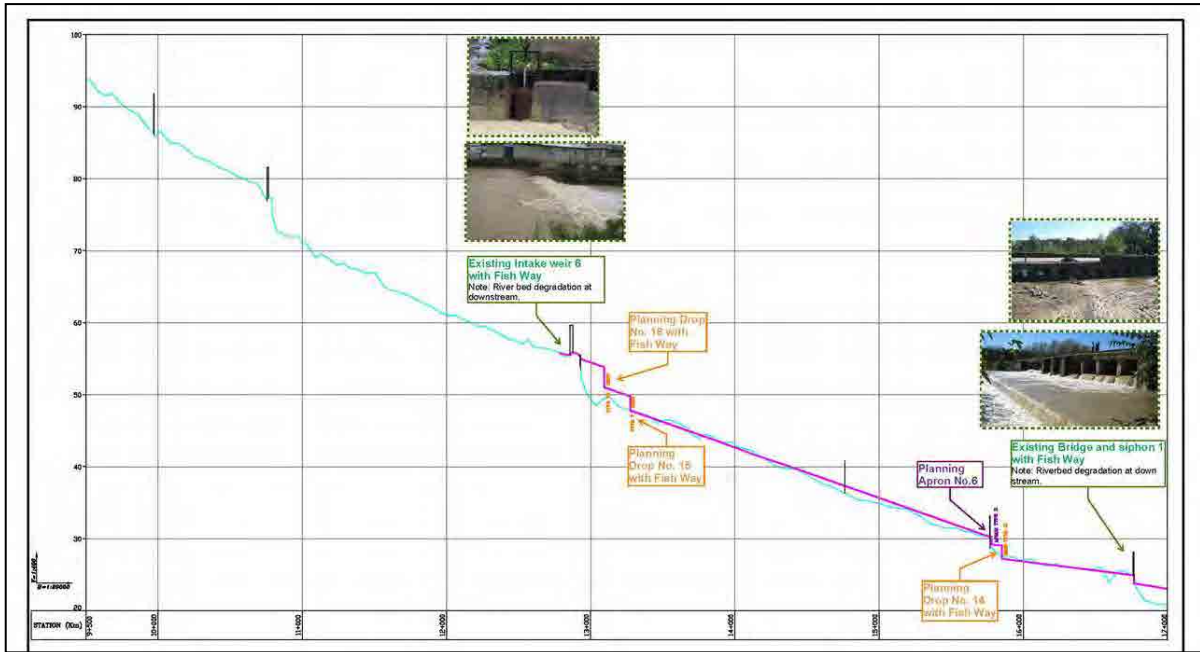 100
90
80
70
60
50
40
30
20
Existing Intake weir 6
with Fish Way
Note: River bed degradation at
downstream.
Planning Drop
No. 16 with
Fish Way
Planning
Drop No. 15
with Fish Way
Planning
Apron No.6
Existing Bridge and siphon 1
with Fish Way
Note: Riverbed degradation at down
stream.
Planning
Drop No. 14
with Fish Way
STATION (Km)
9+500
10+000
11+000
12+000
13+000
14+000
15+000
16+000
17+000